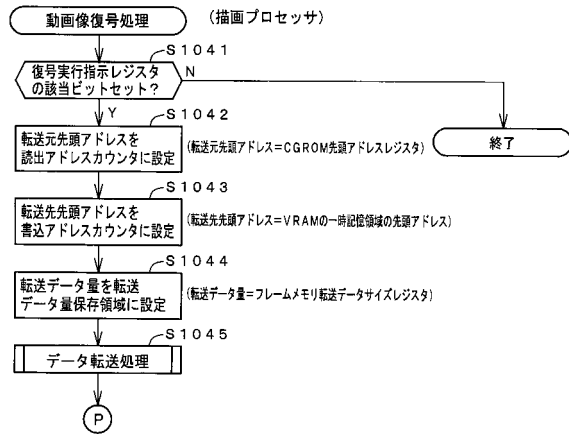 動画像復号処理
(描画プロセッサ)
S1041
復号実行指示レジスタ
の該当ビットセット?
N
Y
S1042
転送元先頭アドレスを
読出アドレスカウンタに設定
(転送元先頭アドレス=CGROM先頭アドレスレジスタ)
終了
S1043
転送先先頭アドレスを
書込アドレスカウンタに設定
(転送先先頭アドレス=VRAMの一時記憶領域の先頭アドレス)
S1044
転送データ量を転送
データ量保存領域に設定
(転送データ量=フレームメモリ転送データサイズレジスタ)
S1045
データ転送処理
P